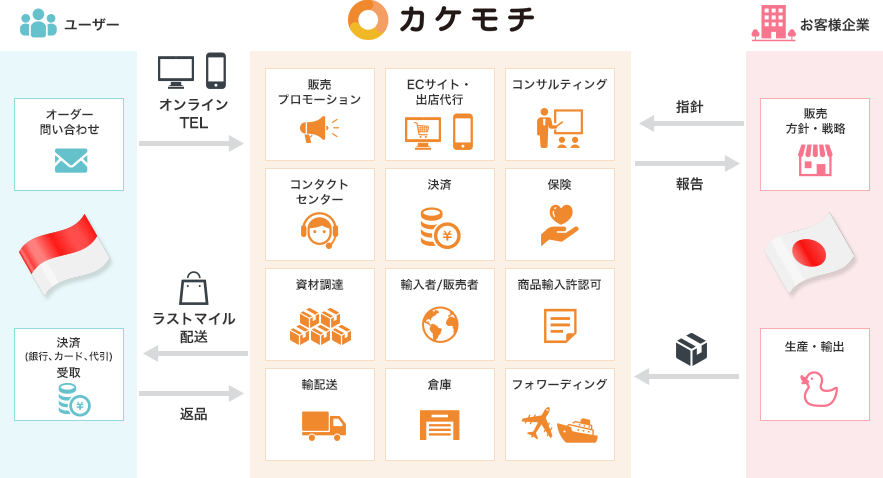 ユーザー
カケモチ
お客様企業
オーダー
問い合わせ
オンライン
TEL
販売
プロモーション
ECサイト・
出店代行
コンサルティング
指針
報告
販売
方針・戦略
コンタクト
センター
決済
¥
保険
資材調達
輸入者/販売者
商品輸入許認可
ラストマイル
配送
決済
(銀行、カード、代引)
受取
¥
返品
輸配送
倉庫
フォワーディング
生産・輸出